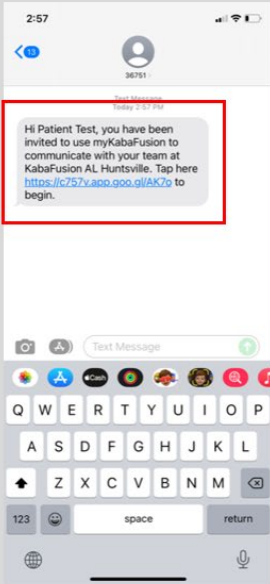 2:57
13
36751
Text Message
Today 2:57 PM
Hi Patient Test, you have been
invited to use myKabaFusion to
communicate with your team at
KabaFusion AL Huntsville. Tap here
https://c757v.app.goo.gl/AK7o to
begin.
Text Message
Cash
Q W E R T Y U I O P
A S D F G H J K L
Z X C V B N M
123 space return